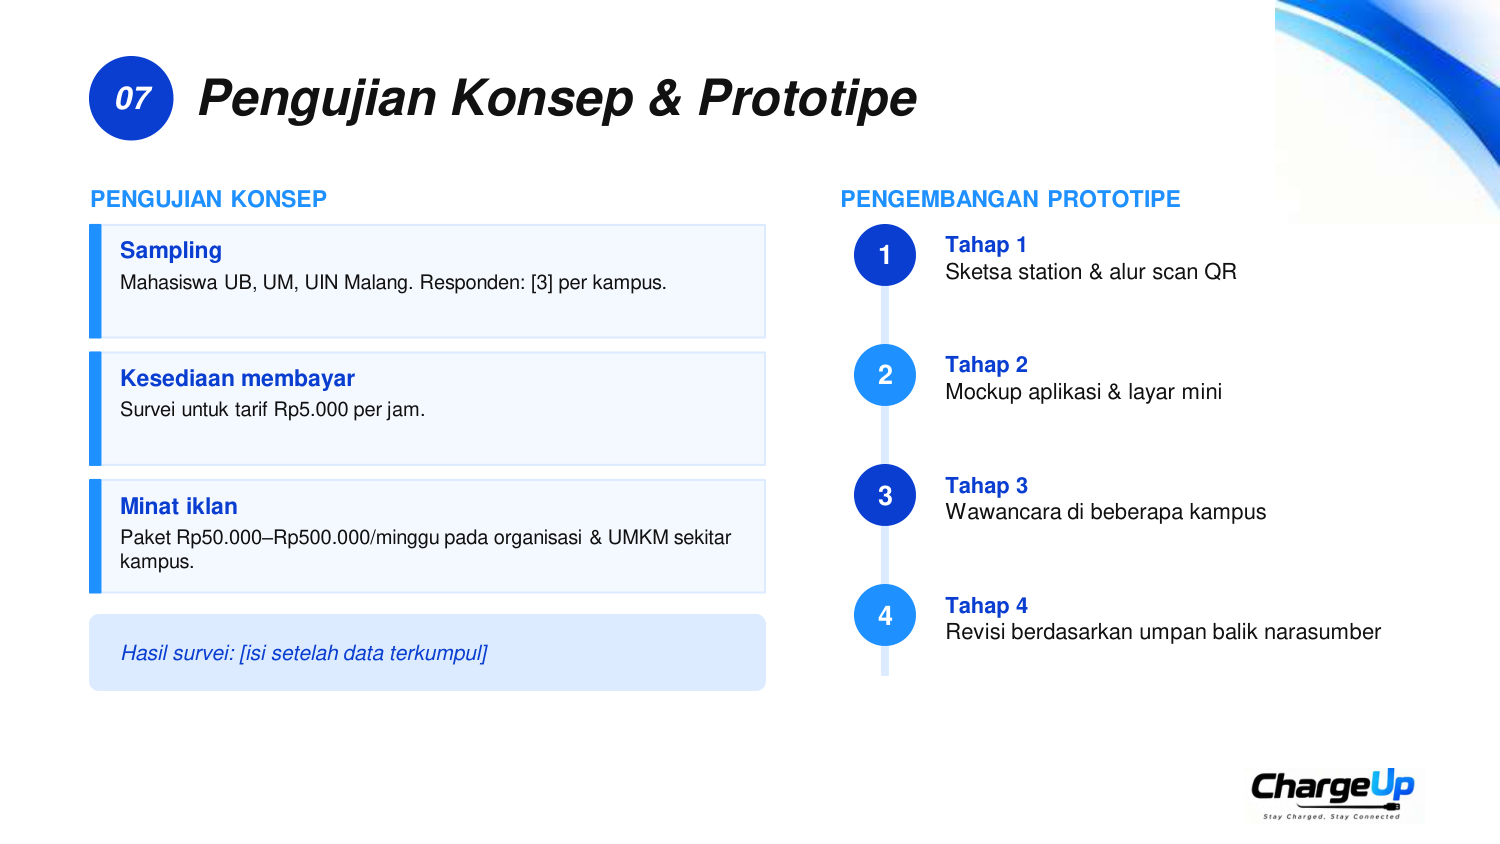 07
Pengujian Konsep & Prototipe
PENGUJIAN KONSEP
Sampling
Mahasiswa UB, UM, UIN Malang. Responden: [3] per kampus.
Kesediaan membayar
Survei untuk tarif Rp5.000 per jam.
Minat iklan
Paket Rp50.000–Rp500.000/minggu pada organisasi & UMKM sekitar
kampus.
Hasil survei: [isi setelah data terkumpul]
PENGEMBANGAN PROTOTIPE
1
Tahap 1
Sketsa station & alur scan QR
2
Tahap 2
Mockup aplikasi & layar mini
3
Tahap 3
Wawancara di beberapa kampus
4
Tahap 4
Revisi berdasarkan umpan balik narasumber
ChargeUp
Stay Charged, Stay Connected